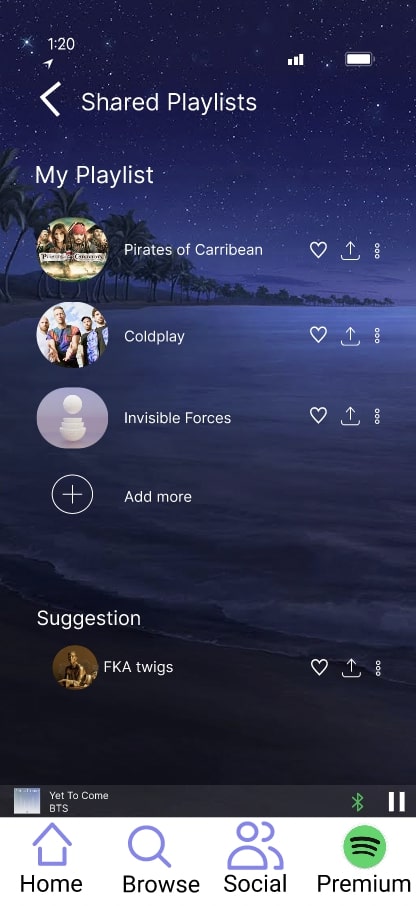 1:20
Shared Playlists
My Playlist
Pirates of Carribean
Coldplay
Invisible Forces
Add more
Suggestion
FKA twigs
Yet To Come
BTS
Home
Browse
Social
Premium